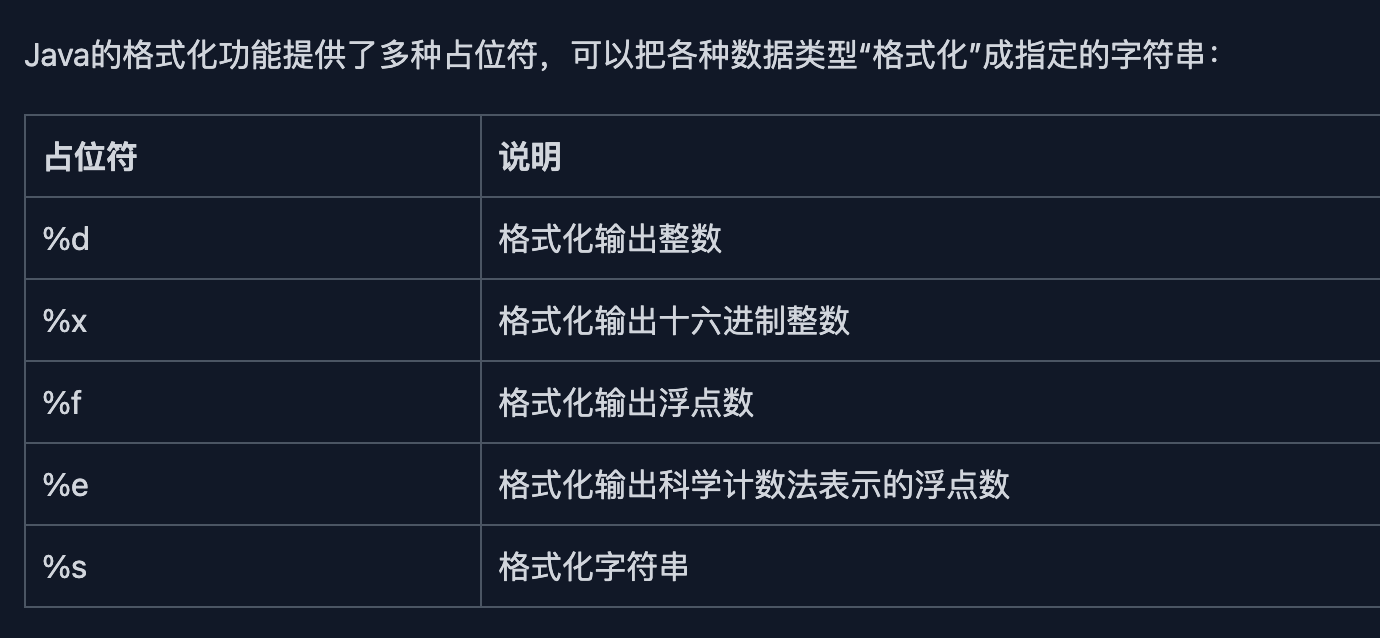 Java的格式化功能提供了多种占位符，可以把各种数据类型“格式化”成指定的字符串：
占位符 说明
%d 格式化输出整数
%x 格式化输出十六进制整数
%f 格式化输出浮点数
%e 格式化输出科学计数法表示的浮点数
%s 格式化字符串